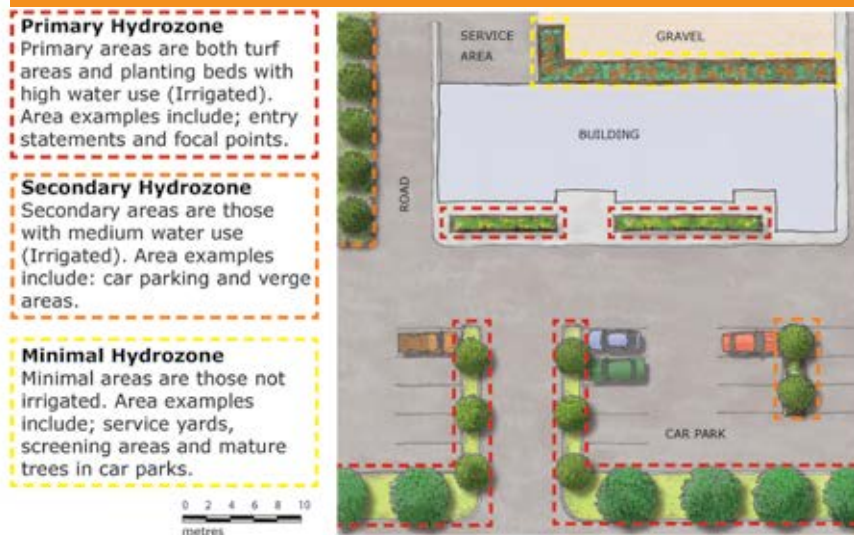 Primary Hydrozone
Primary areas are both turf
areas and planting beds with
high water use (Irrigated).
Area examples include; entry
statements and focal points.
Secondary Hydrozone
Secondary areas are those
with medium water use
(Irrigated). Area examples
include: car parking and verge
areas.
Minimal Hydrozone
Minimal areas are those not
irrigated. Area examples
include; service yards,
screening areas and mature
trees in car parks.
0 2 4 6 8 10
metres
SERVICE
AREA
GRAVEL
BUILDING
ROAD
CAR PARK